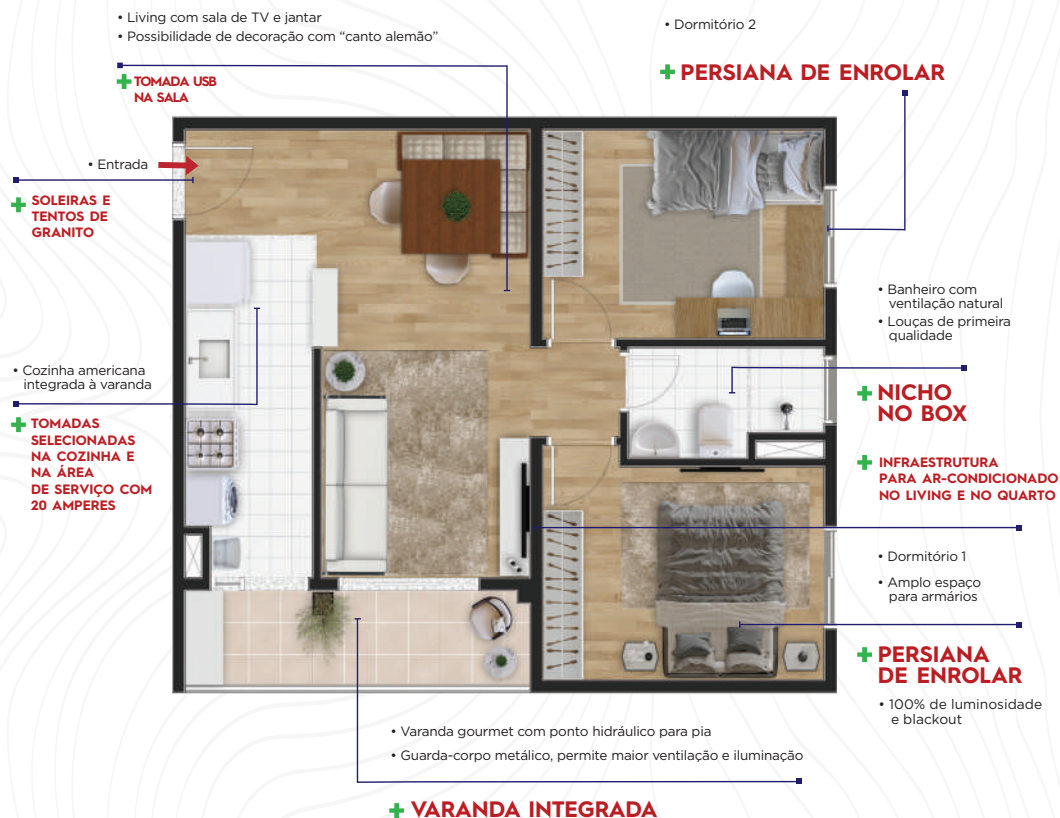 • Living com sala de TV e jantar
• Possibilidade de decoração com “canto alemão”
+ TOMADA USB
NA SALA
• Dormitório 2
+ PERSIANA DE ENROLAR
• Entrada
+ SOLEIRAS E
TENTOS DE
GRANITO
• Cozinha americana
integrada à varanda
+ TOMADAS
SELECIONADAS
NA COZINHA E
NA ÁREA
DE SERVIÇO COM
20 AMPERES
• Banheiro com
ventilação natural
• Louças de primeira
qualidade
+ NICHO
NO BOX
+ INFRAESTRUTURA
PARA AR-CONDICIONADO
NO LIVING E NO QUARTO
• Dormitório 1
• Amplo espaço
para armários
+ PERSIANA
DE ENROLAR
• 100% de luminosidade
e blackout
• Varanda gourmet com ponto hidráulico para pia
• Guarda-corpo metálico, permite maior ventilação e iluminação
+ VARANDA INTEGRADA